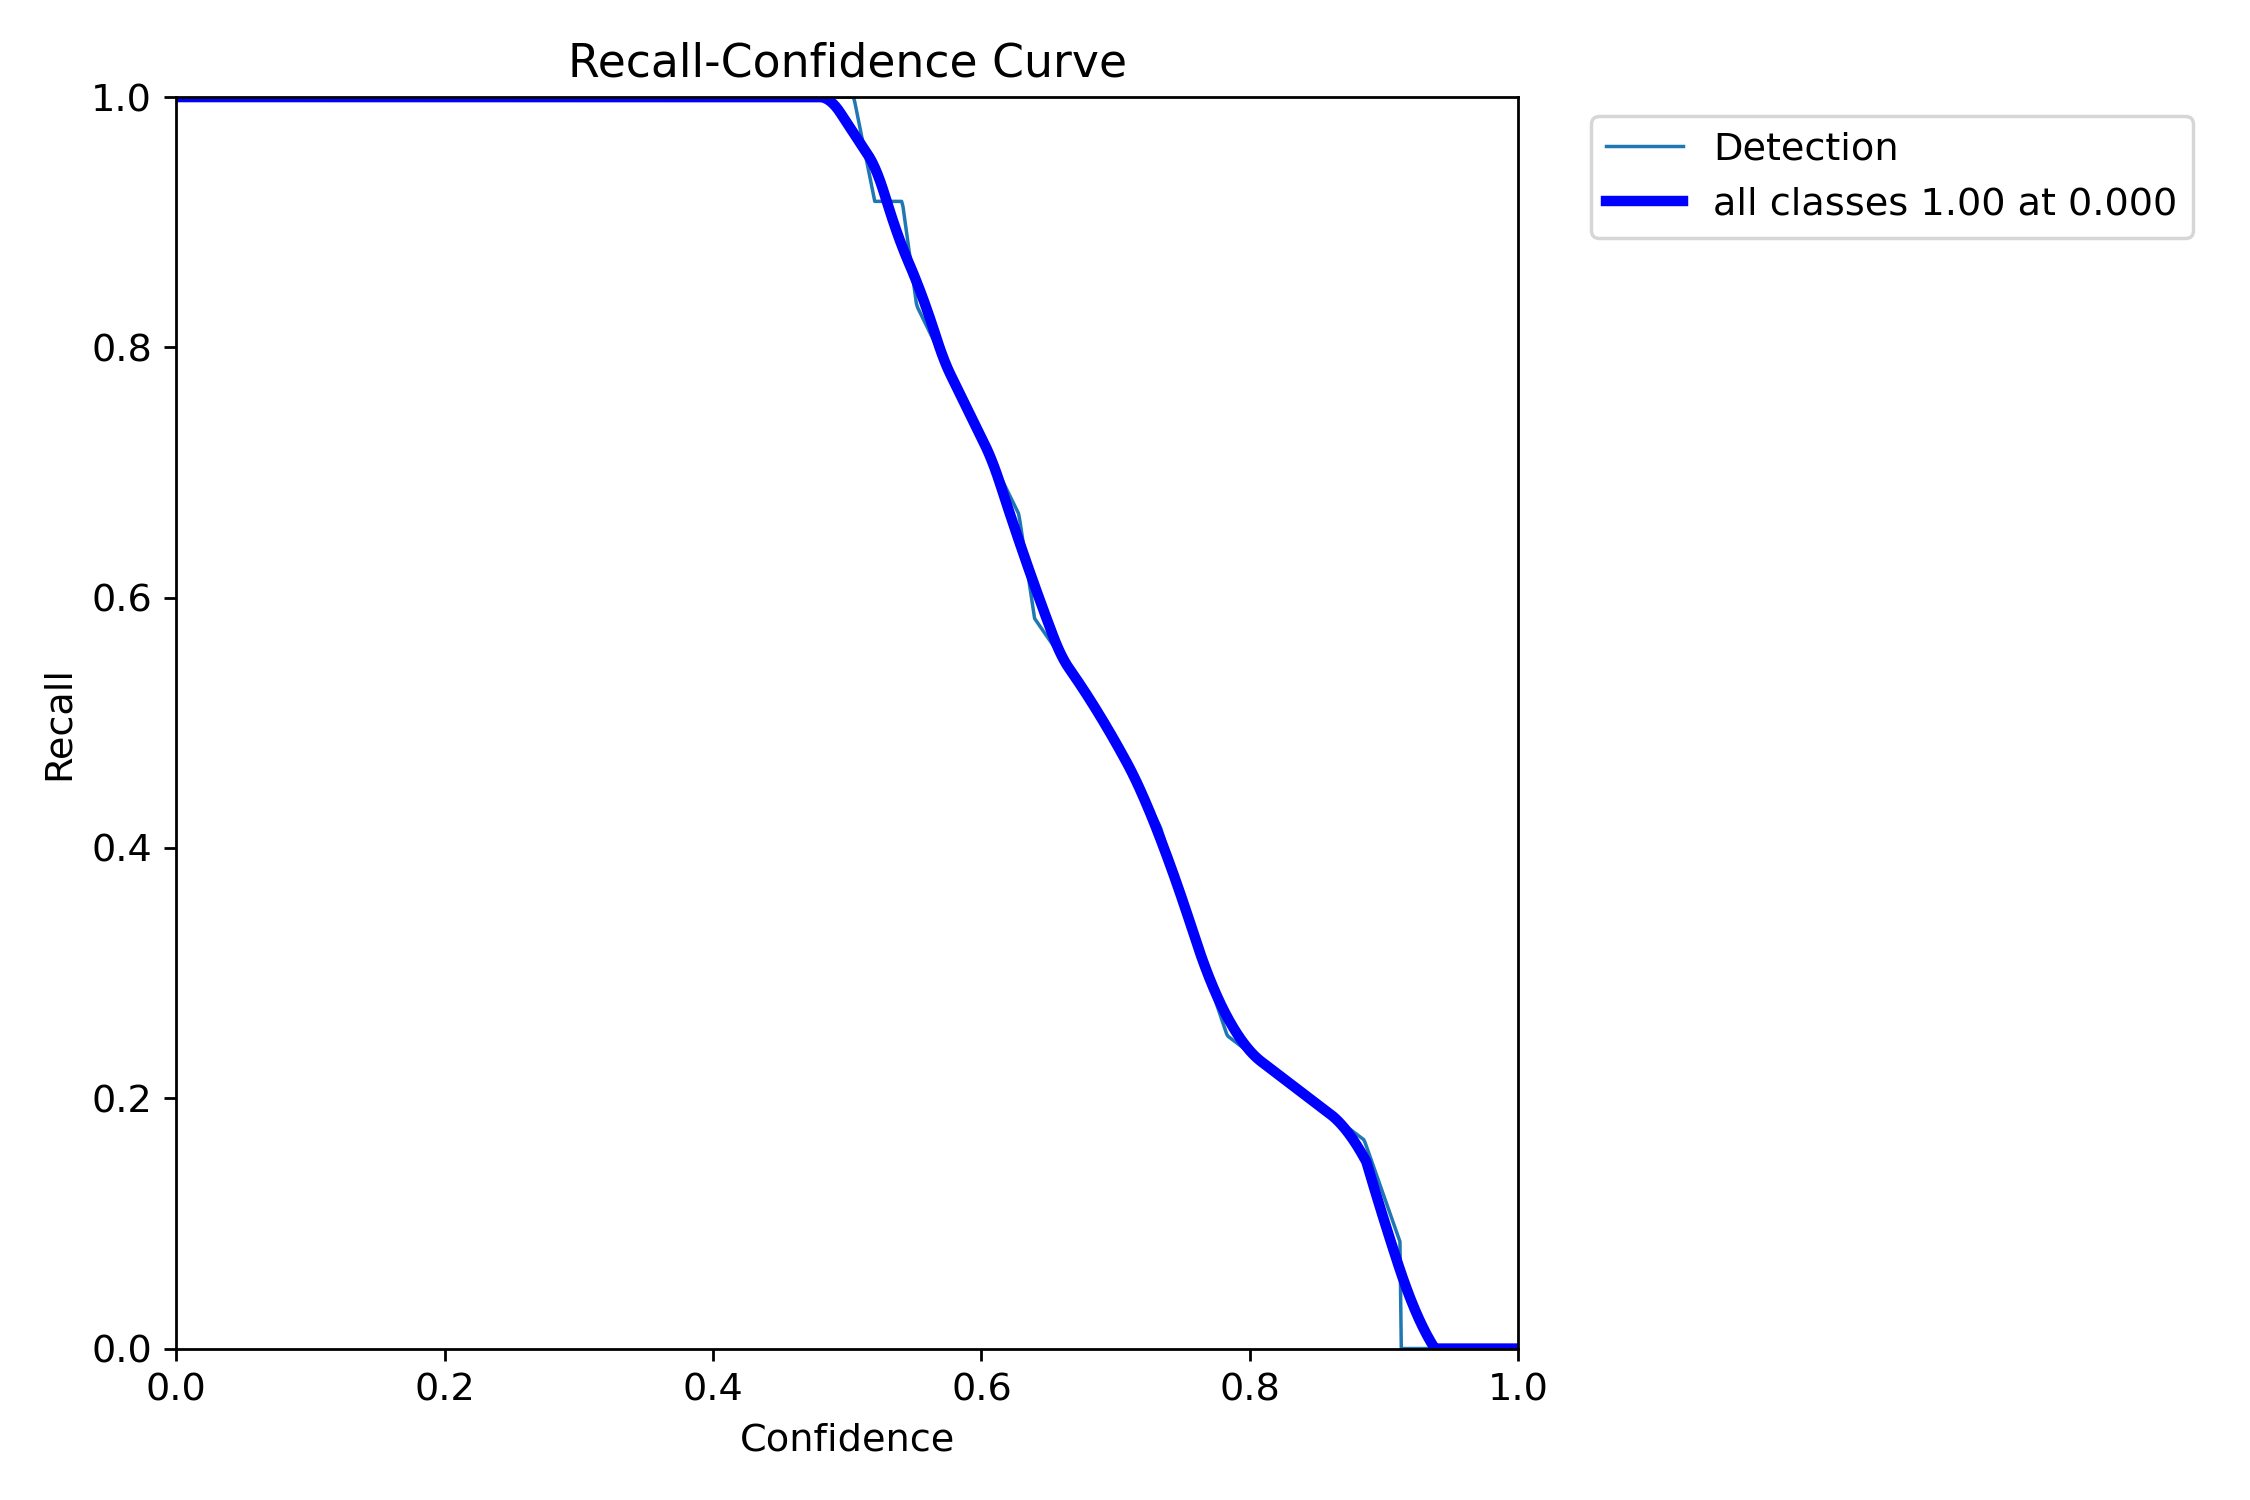 Recall-Confidence Curve
1.0
0.8
0.6
0.4
0.2
0.0
Recall
0.0 0.2 0.4 0.6 0.8 1.0
Confidence
Detection
all classes 1.00 at 0.000